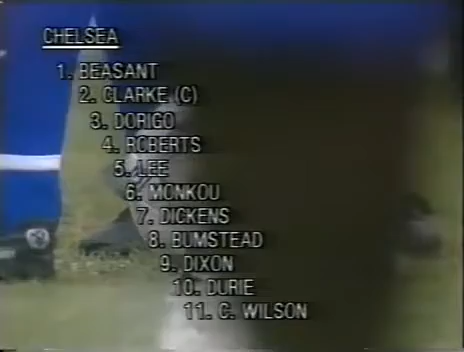 CHELSEA
1. BEASANT
2. CLARKE (C)
3. DORIGO
4. ROBERTS
5. LEE
6. MONKOU
7. DICKENS
8. BUMSTEAD
9. DIXON
10. DURIE
11. C. WILSON